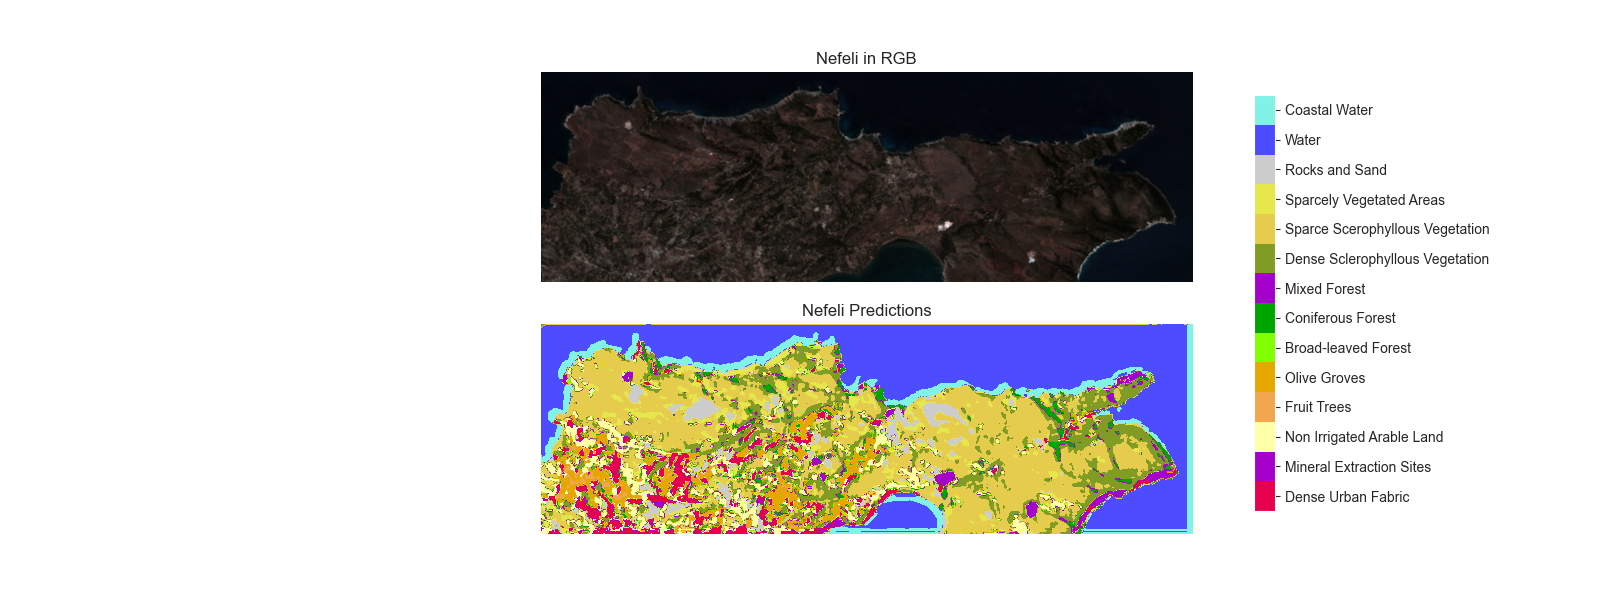 Nefeli in RGB
Nefeli Predictions
Coastal Water
Water
Rocks and Sand
Sparcely Vegetated Areas
Sparce Scerophyllous Vegetation
Dense Sclerophyllous Vegetation
Mixed Forest
Coniferous Forest
Broad-leaved Forest
Olive Groves
Fruit Trees
Non Irrigated Arable Land
Mineral Extraction Sites
Dense Urban Fabric